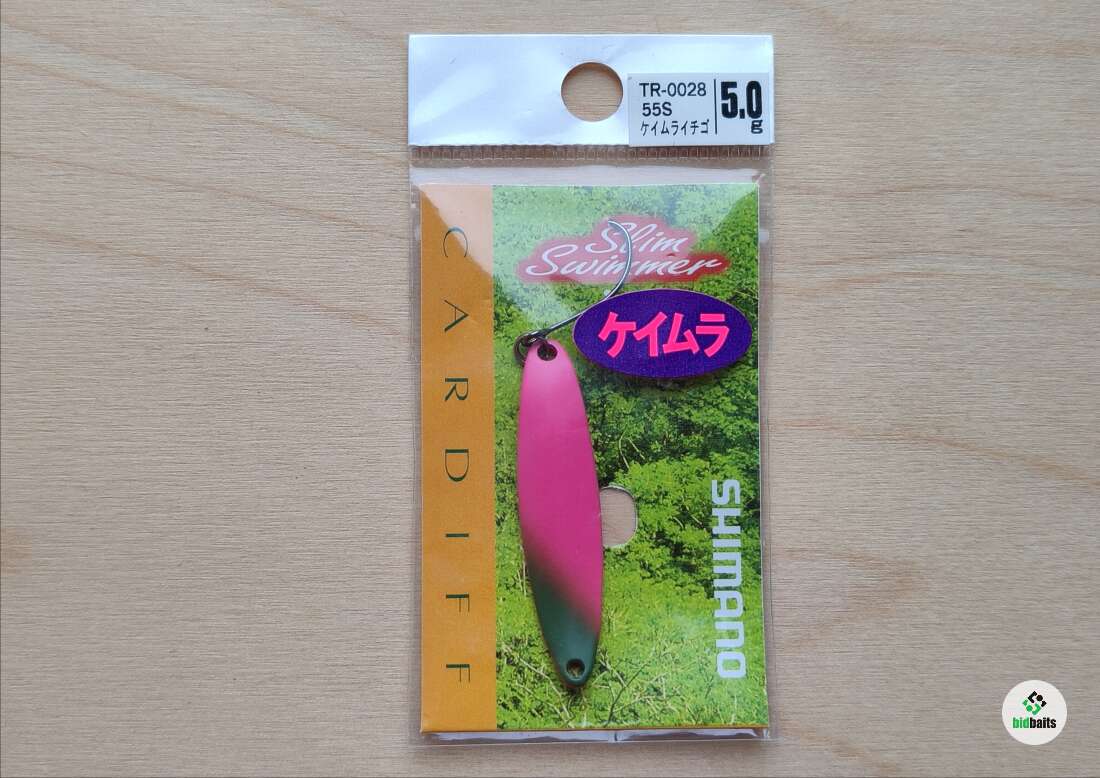 TR-0028
55S
ケイムライチゴ
5.0
g
Slim
Swimmer
ケイムラ
CARDIFF
SHIMANO
bidbaits